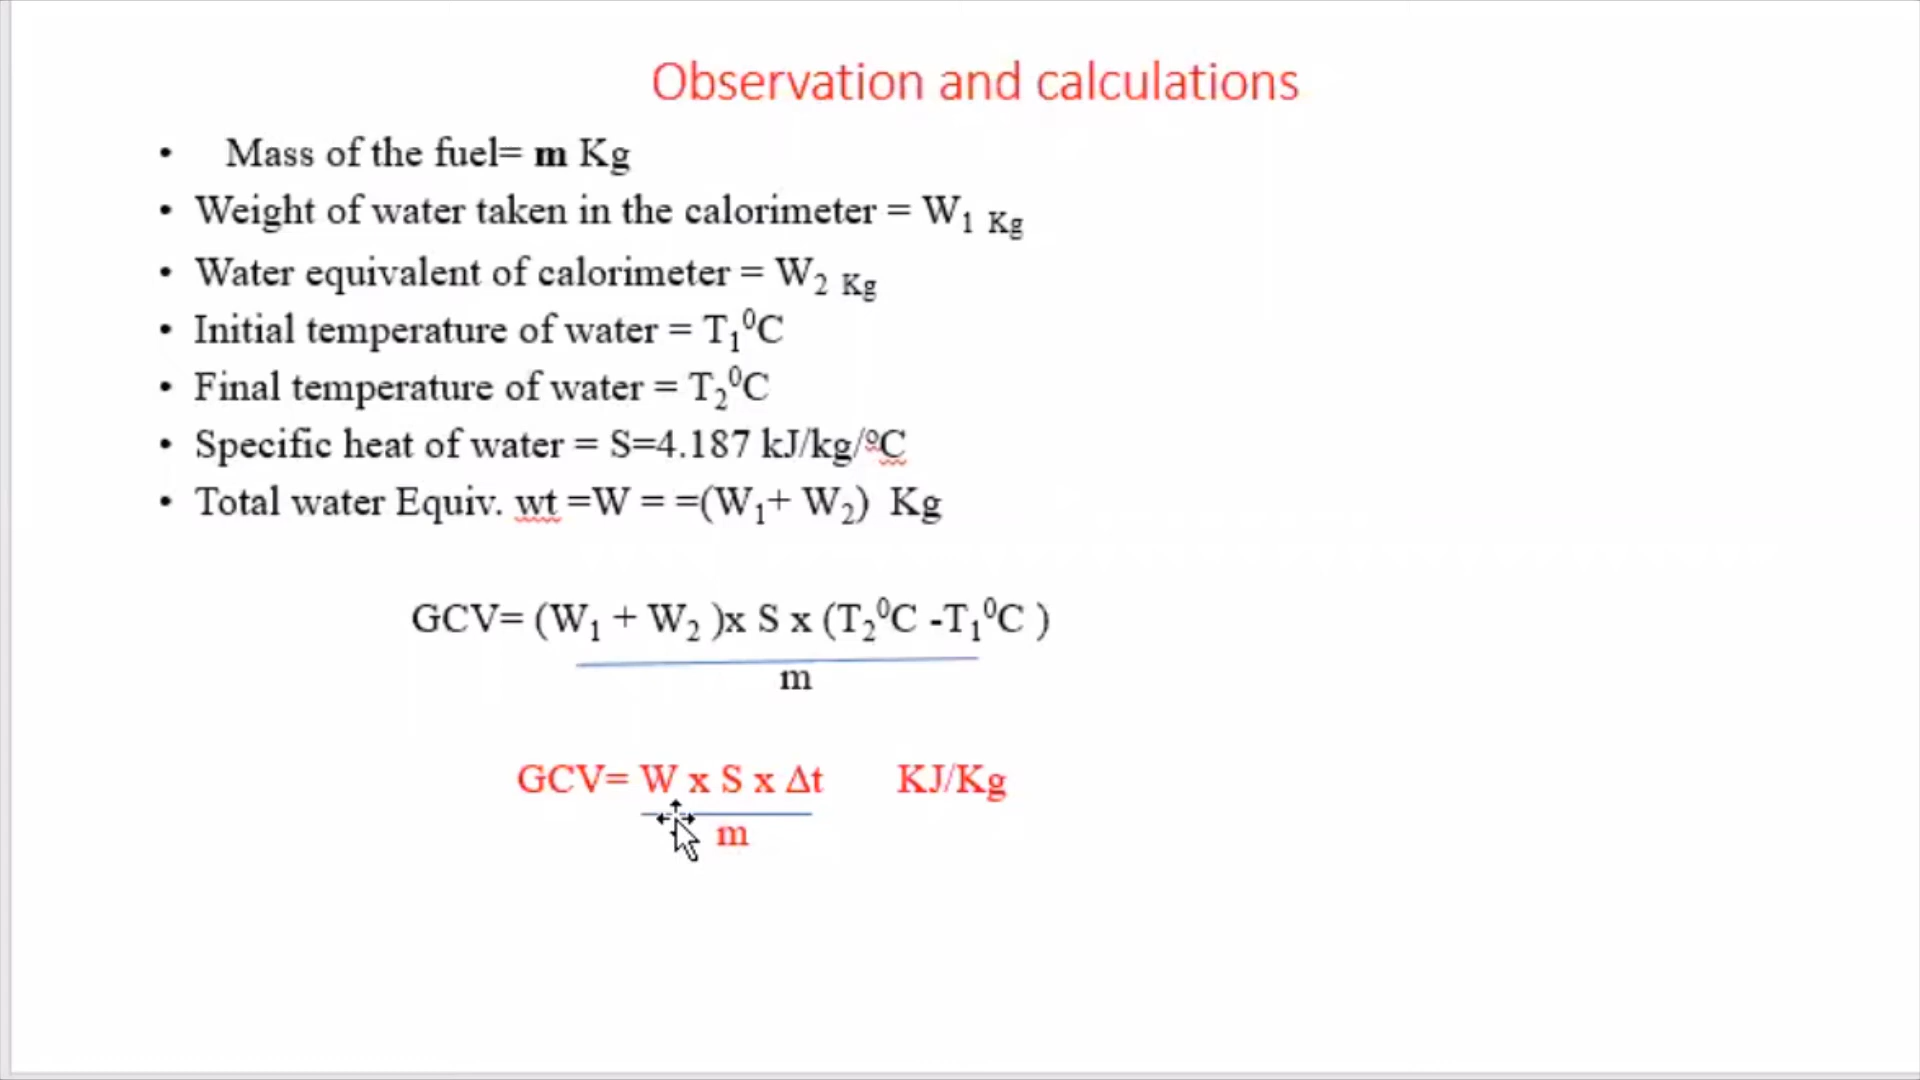 Observation and calculations
• Mass of the fuel= m Kg
• Weight of water taken in the calorimeter = W₁ Kg
• Water equivalent of calorimeter = W₂ Kg
• Initial temperature of water = T₁⁰C
• Final temperature of water = T₂⁰C
• Specific heat of water = S=4.187 kJ/kg/ºC
• Total water Equiv. wt =W = =(W₁+ W₂) Kg
GCV= (W₁ + W₂ )x S x (T₂⁰C -T₁⁰C )
m
GCV= W x S x Δt KJ/Kg
m